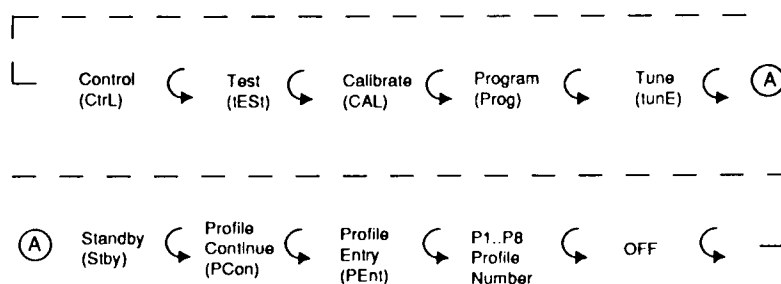 Control
(CtrL)
Test
(tESt)
Calibrate
(CAL)
Program
(Prog)
Tune
(tunE)
A
A
Standby
(Stby)
Profile
Continue
(PCon)
Profile
Entry
(PEnt)
P1..P8
Profile
Number
OFF